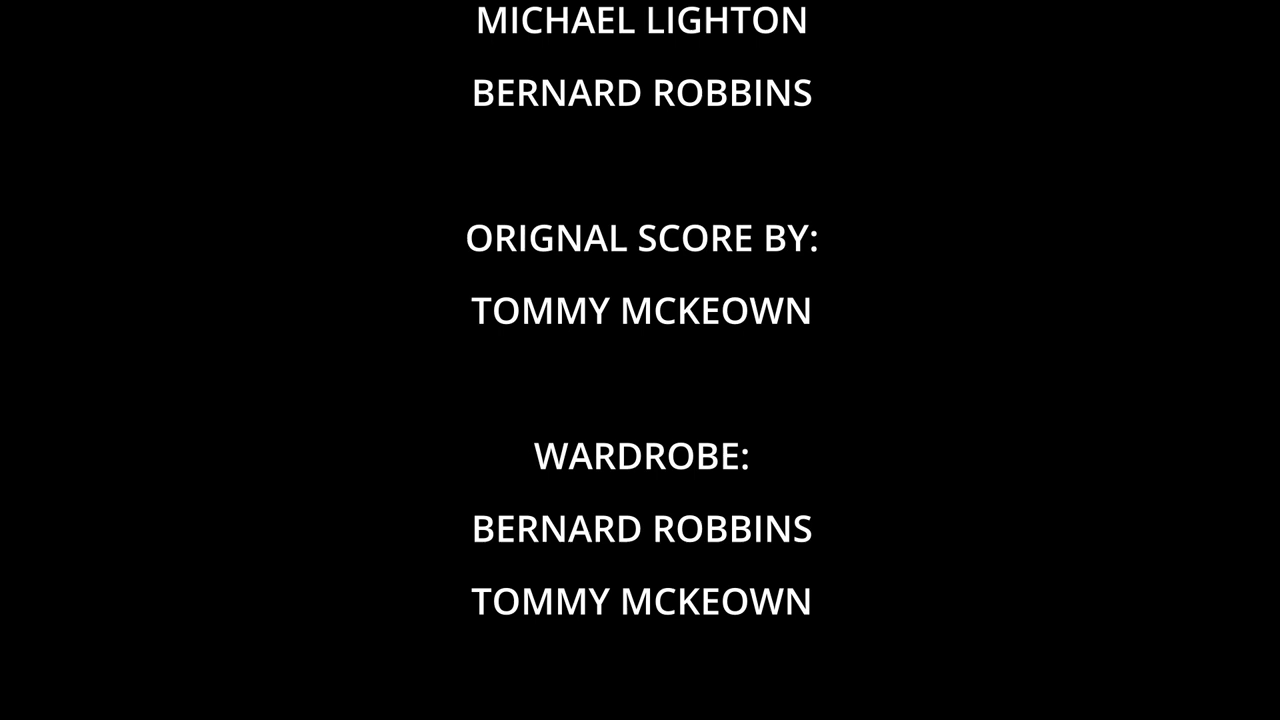 MICHAEL LIGHTON
BERNARD ROBBINS
ORIGNAL SCORE BY:
TOMMY MCKEOWN
WARDROBE:
BERNARD ROBBINS
TOMMY MCKEOWN